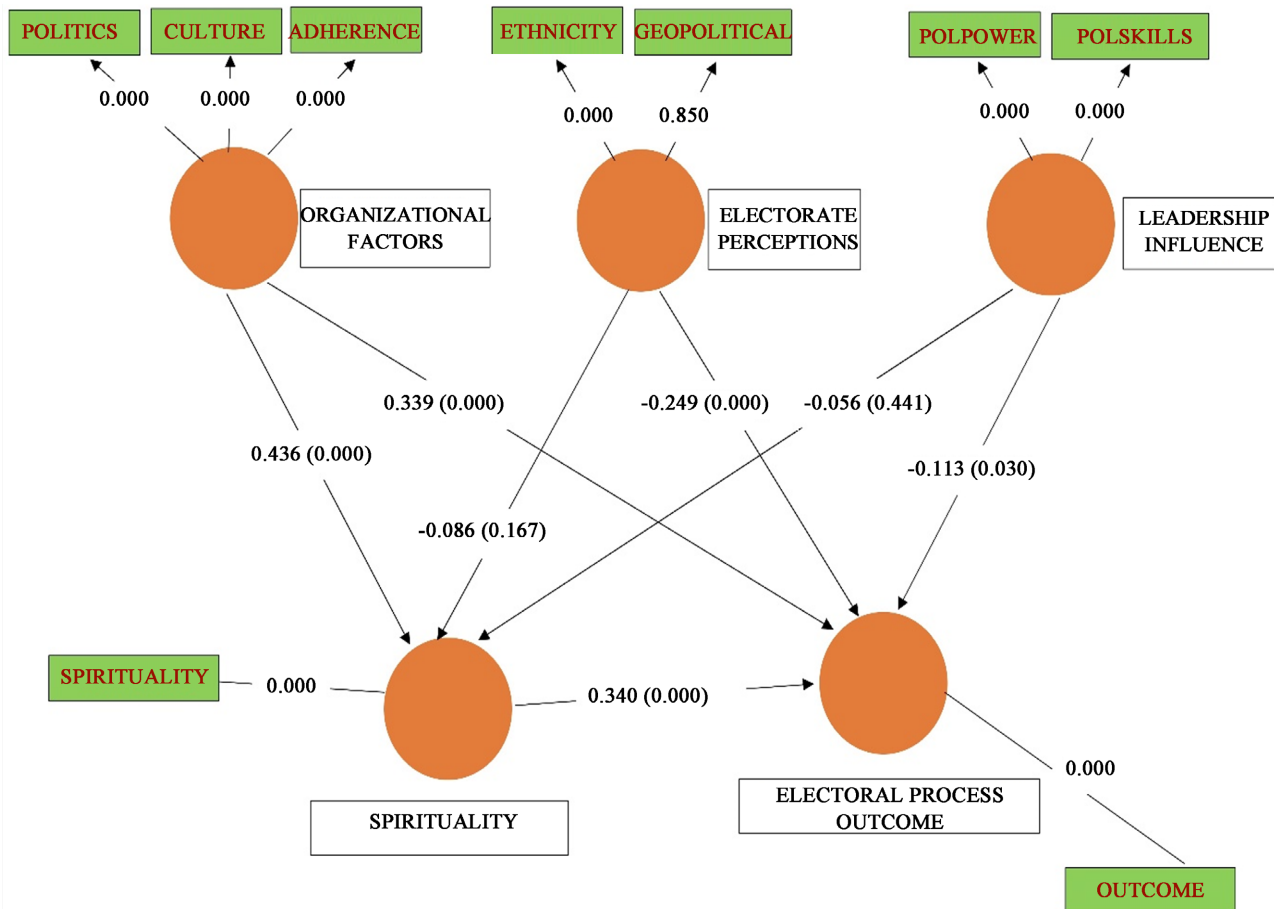 POLITICS
CULTURE
ADHERENCE
ETHNICITY
GEOPOLITICAL
POLPOWER
POLSKILLS
0.000
0.000
0.000
0.000
0.850
0.000
0.000
ORGANIZATIONAL
FACTORS
ELECTORATE
PERCEPTIONS
LEADERSHIP
INFLUENCE
0.339 (0.000)
-0.249 (0.000)
-0.056 (0.441)
0.436 (0.000)
-0.113 (0.030)
-0.086 (0.167)
SPIRITUALITY
0.000
0.340 (0.000)
0.000
SPIRITUALITY
ELECTORAL PROCESS
OUTCOME
OUTCOME